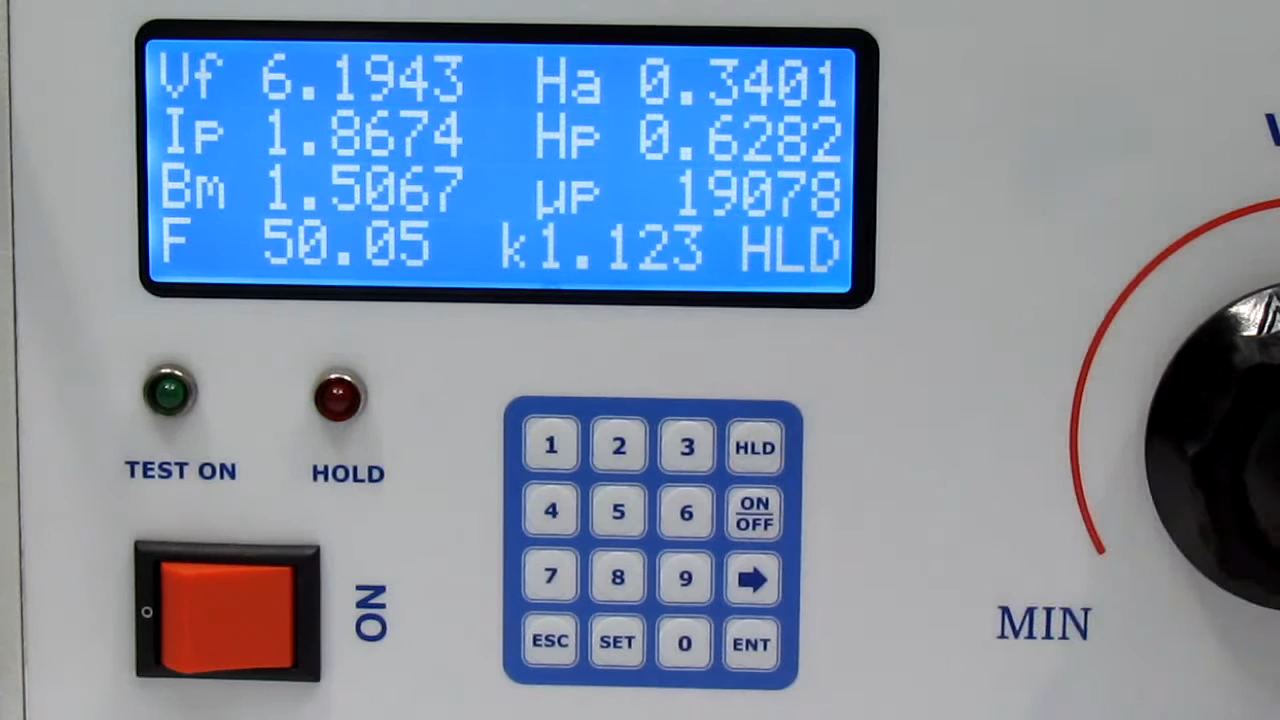 Vf 6.1943 Ha 0.3401
Ip 1.8674 Hp 0.6282
Bm 1.5067 µp 19078
F 50.05 k1.123 HLD
TEST ON HOLD
1 2 3 HLD
4 5 6 ON OFF
7 8 9
ESC SET 0 ENT
O ON
MIN